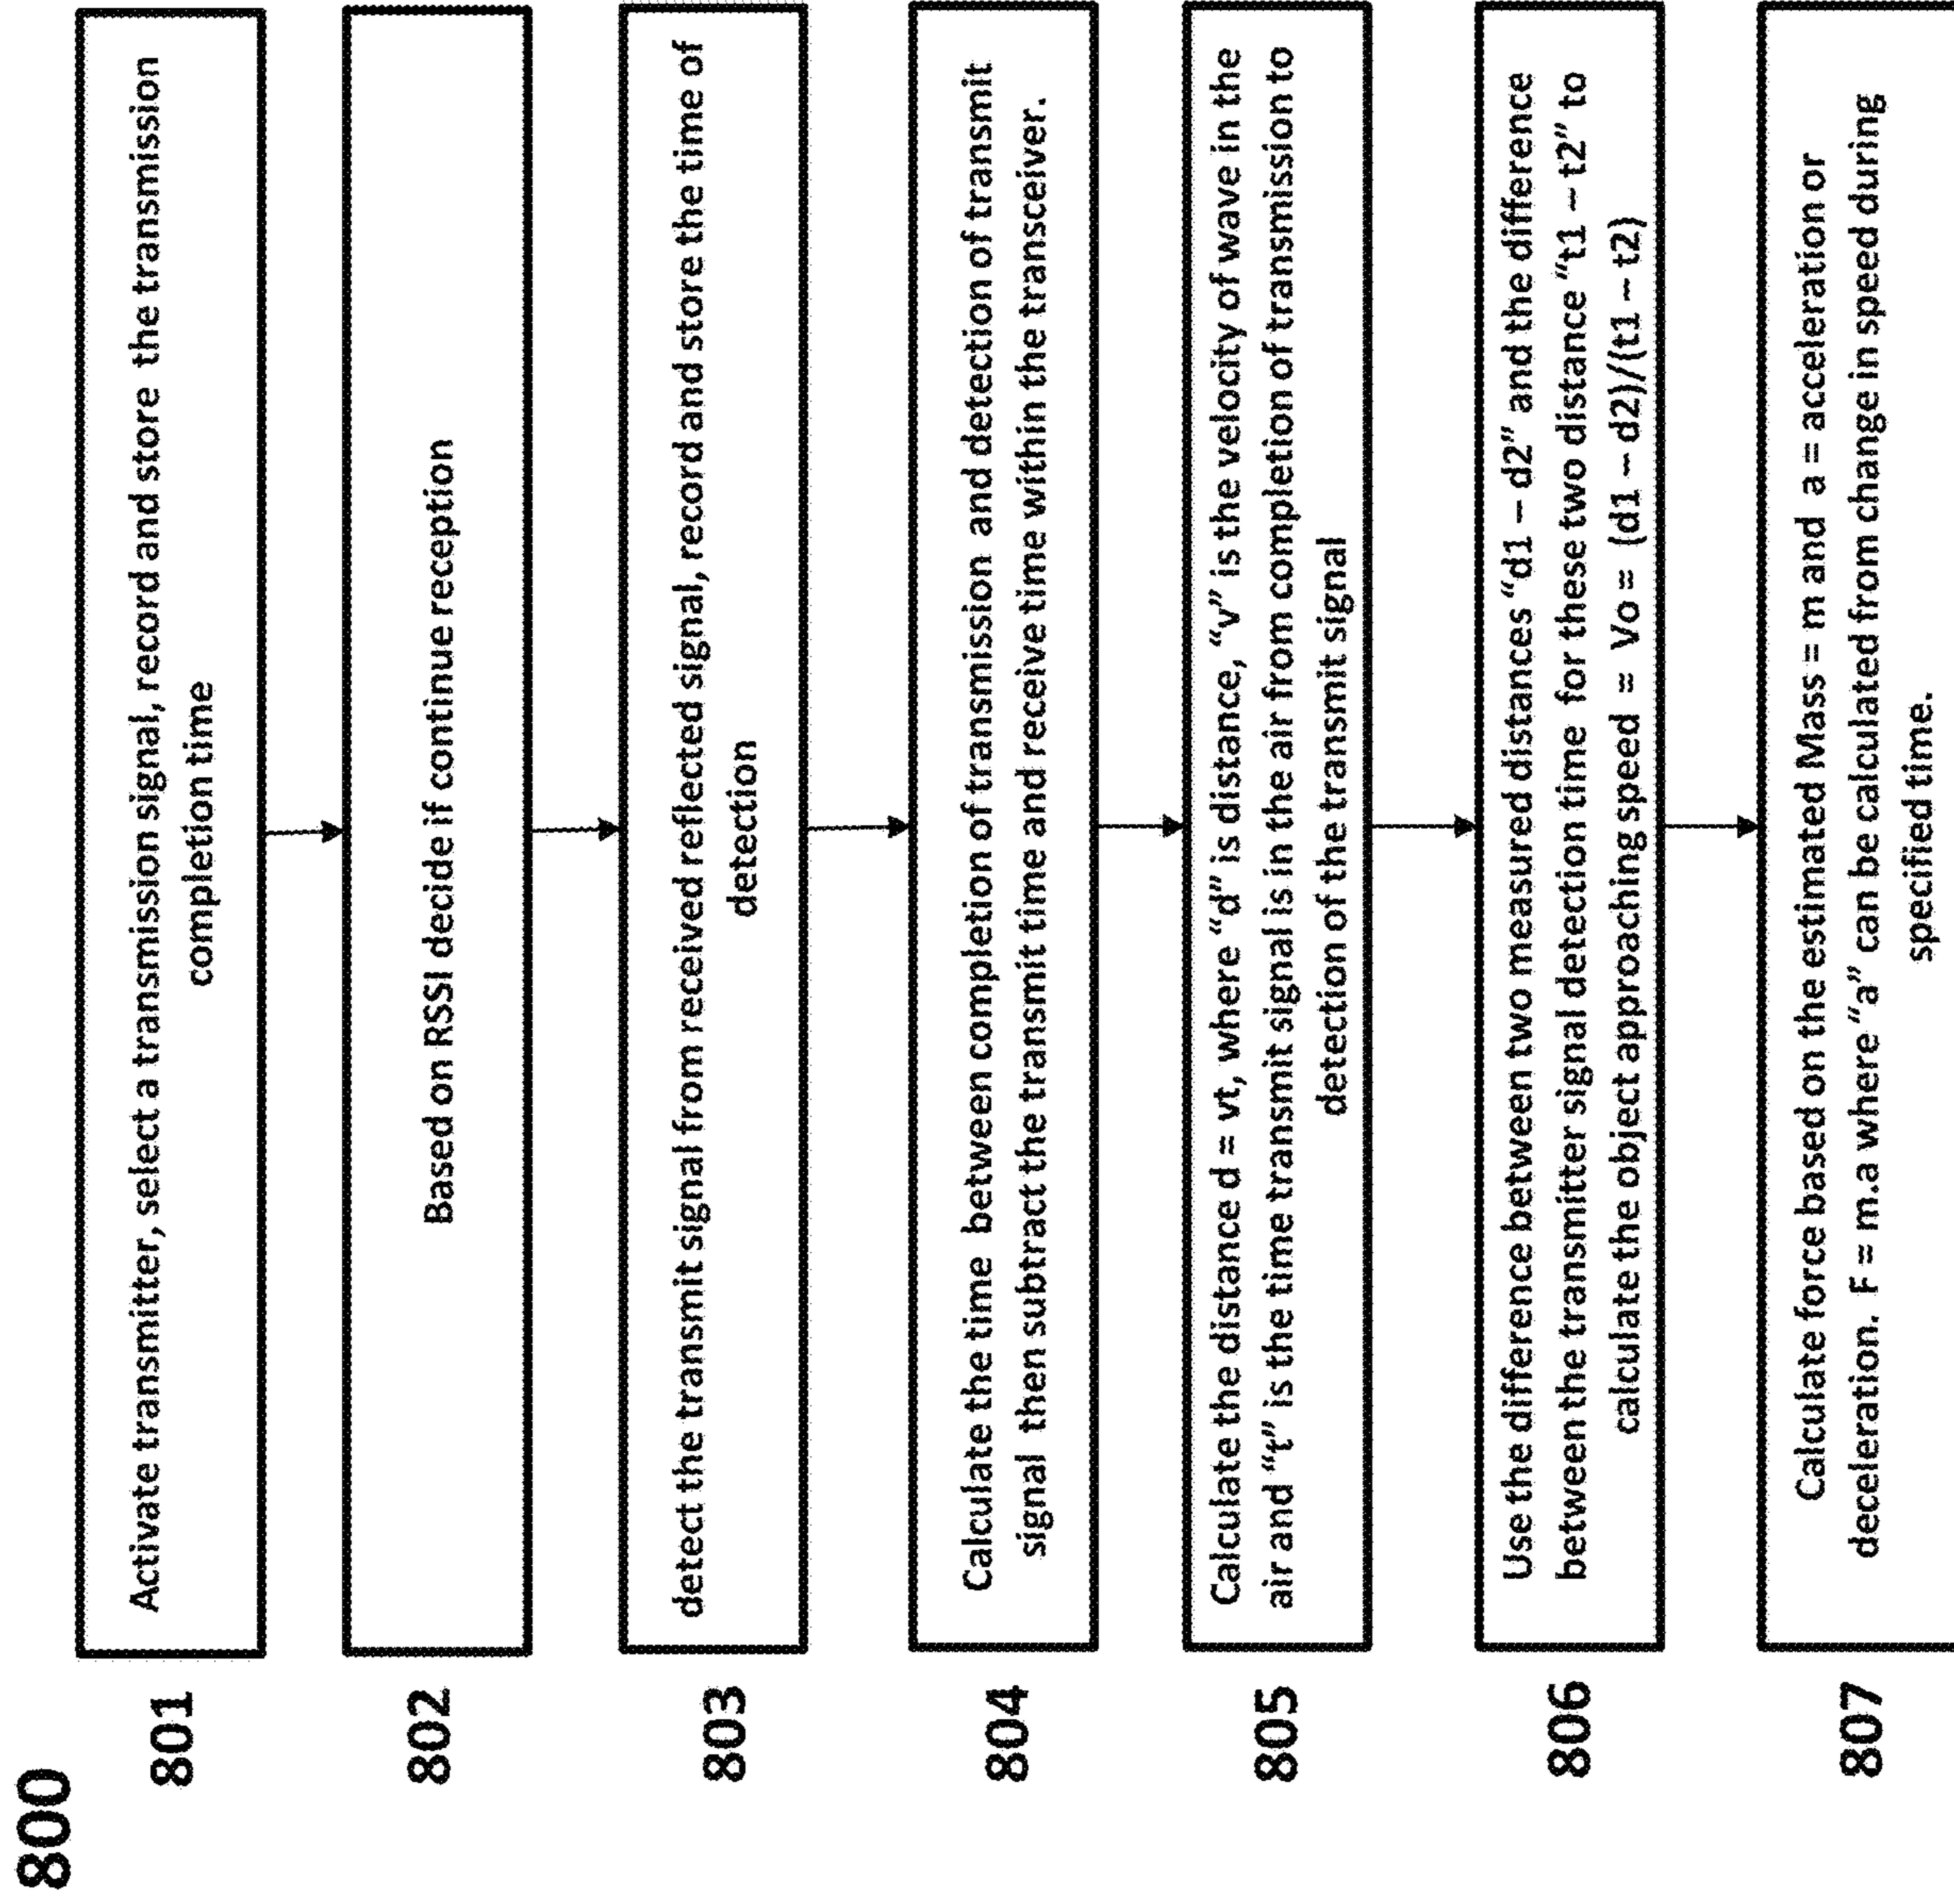 800
801
Activate transmitter, select a transmission signal, record and store the transmission
completion time
802
Based on RSSI decide if continue reception
803
detect the transmit signal from received reflected signal, record and store the time of
detection
804
Calculate the time between completion of transmission and detection of transmit
signal then subtract the transmit time and receive time within the transceiver.
805
Calculate the distance d = vt, where “d” is distance, “v” is the velocity of wave in the
air and “t” is the time transmit signal is in the air from completion of transmission to
detection of the transmit signal
806
Use the difference between two measured distances “d1 – d2” and the difference
between the transmitter signal detection time for these two distance “t1 – t2” to
calculate the object approaching speed = Vo = (d1 – d2)/(t1 – t2)
807
Calculate force based on the estimated Mass = m and a = acceleration or
deceleration. F = m.a where “a” can be calculated from change in speed during
specified time.